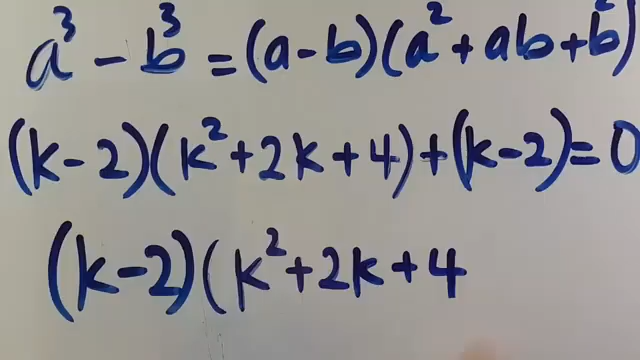 a³ - b³ = (a - b)(a² + ab + b²)
(k - 2)(k² + 2k + 4) + (k - 2) = 0
(k - 2)(k² + 2k + 4